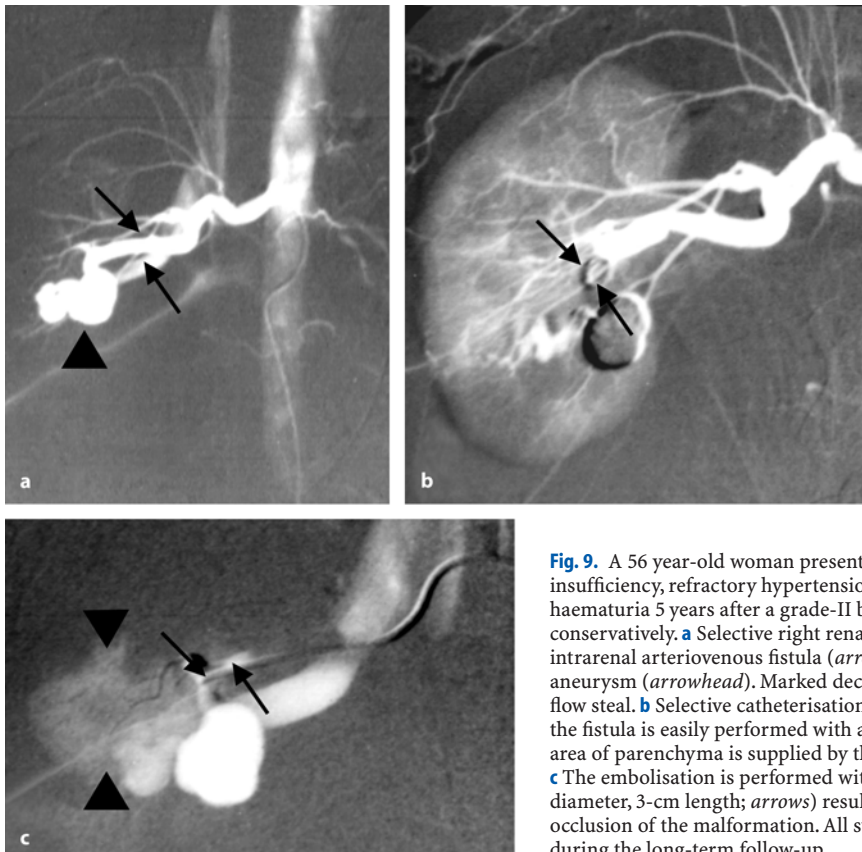 a
b
c
Fig. 9. A 56 year-old woman present
insufficiency, refractory hypertensio
haematuria 5 years after a grade-II b
conservatively. a Selective right rena
intrarenal arteriovenous fistula (arr
aneurysm (arrowhead). Marked dec
flow steal. b Selective catheterisation
the fistula is easily performed with a
area of parenchyma is supplied by th
c The embolisation is performed wit
diameter, 3-cm length; arrows) resul
occlusion of the malformation. All s
during the long-term follow-up